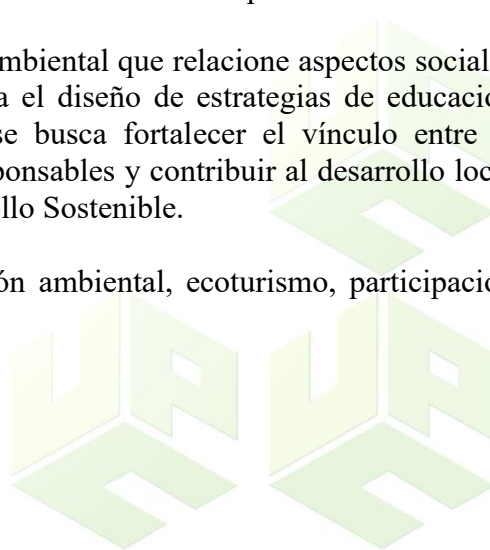 mbiental que relacione aspectos social
a el diseño de estrategias de educació
se busca fortalecer el vínculo entre
ponsables y contribuir al desarrollo loc
llo Sostenible.
ón ambiental, ecoturismo, participació